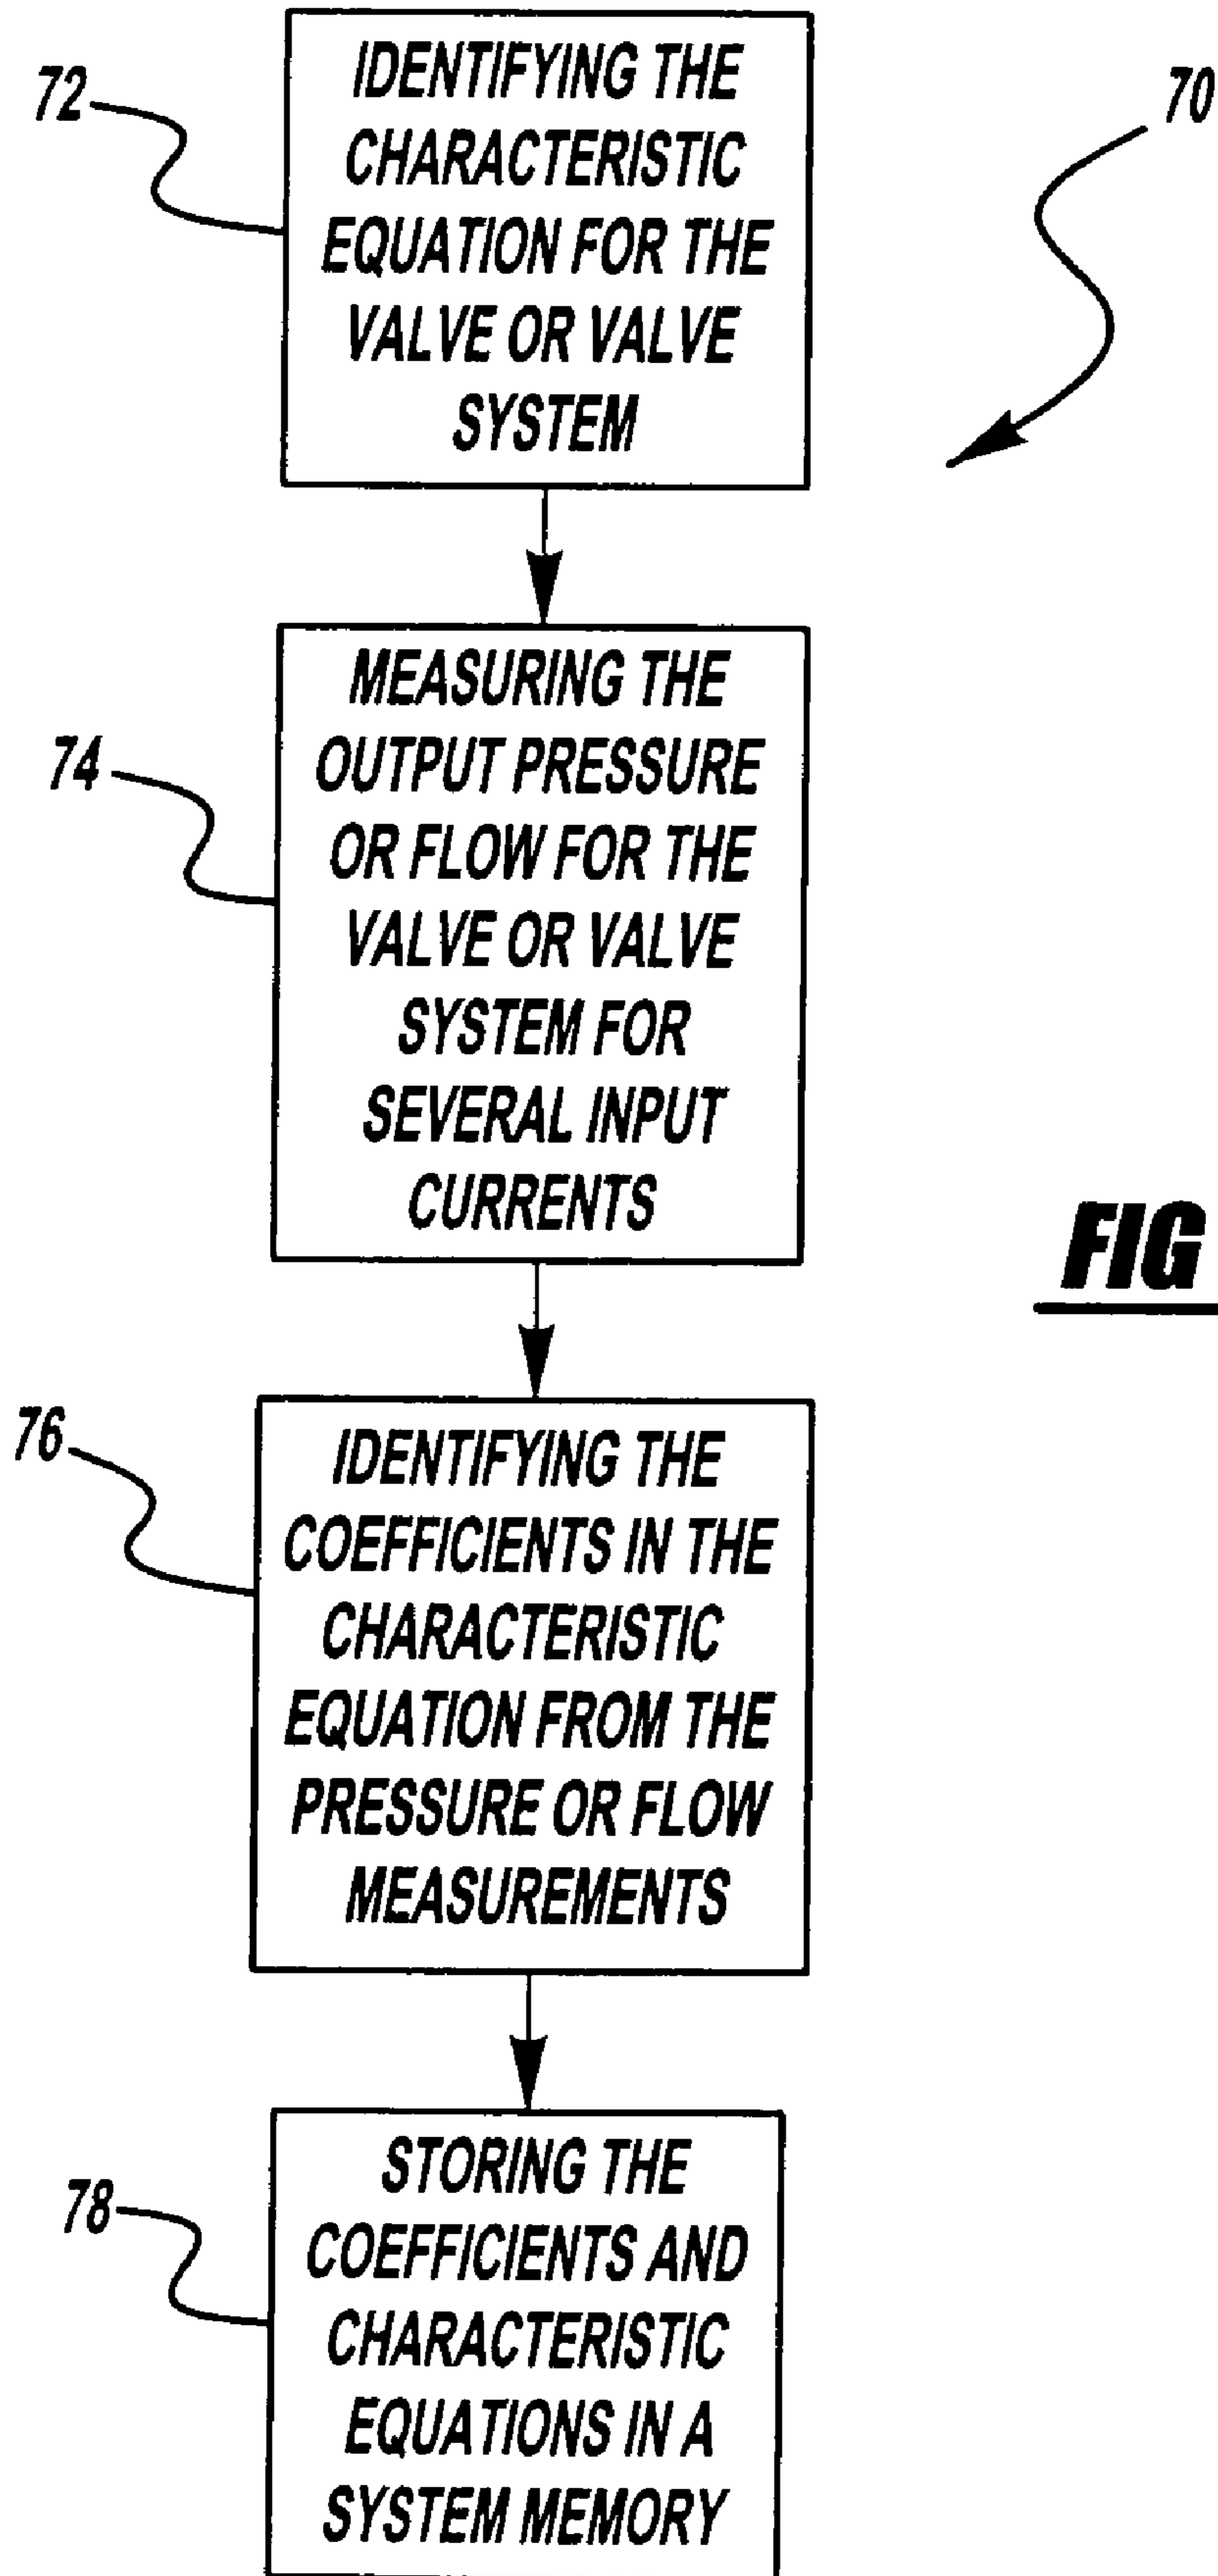 72
IDENTIFYING THE
CHARACTERISTIC
EQUATION FOR THE
VALVE OR VALVE
SYSTEM
70
74
MEASURING THE
OUTPUT PRESSURE
OR FLOW FOR THE
VALVE OR VALVE
SYSTEM FOR
SEVERAL INPUT
CURRENTS
FIG
76
IDENTIFYING THE
COEFFICIENTS IN THE
CHARACTERISTIC
EQUATION FROM THE
PRESSURE OR FLOW
MEASUREMENTS
78
STORING THE
COEFFICIENTS AND
CHARACTERISTIC
EQUATIONS IN A
SYSTEM MEMORY